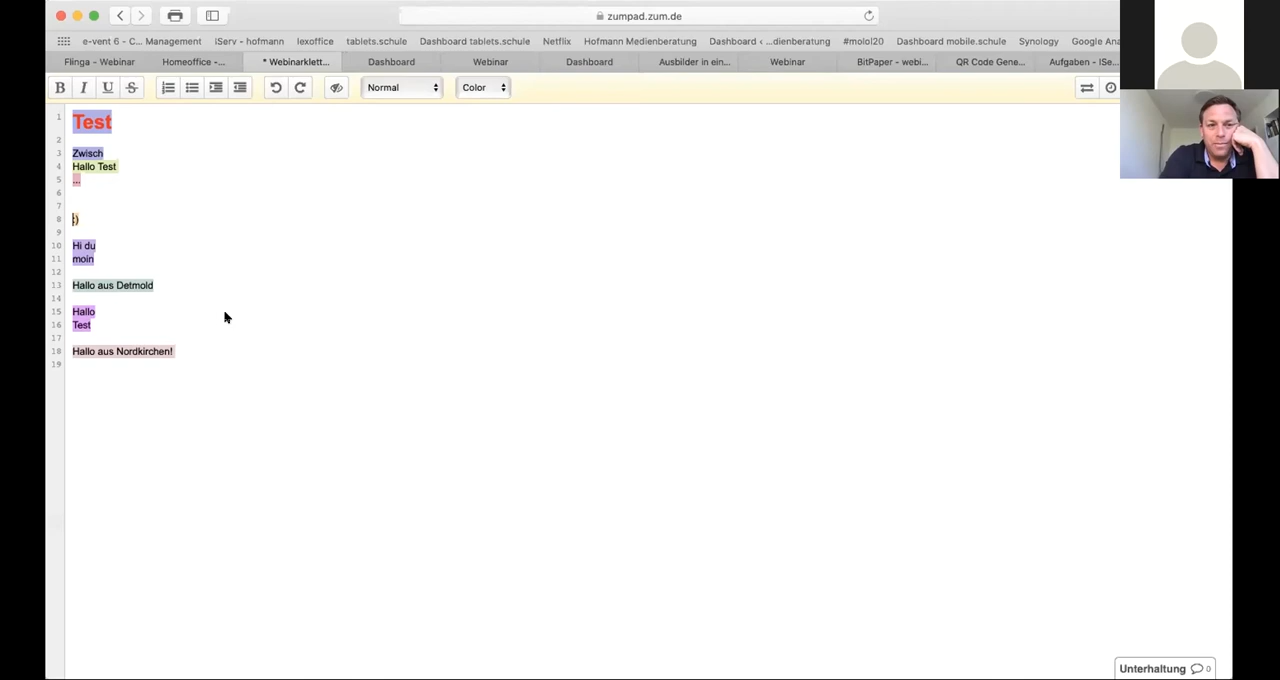 zumpad.zum.de
e-vent 6 - C... Management iServ - hofmann lexoffice tablets.schule Dashboard tablets.schule Netflix Hofmann Medienberatung Dashboard ‹ ...dienberatung #molol20 Dashboard mobile.schule Synology Google Ana
Flinga – Webinar Homeoffice -... * Webinarklett... Dashboard Webinar Dashboard Ausbilder in ein... Webinar BitPaper - webi... QR Code Gene... Aufgaben - ISe...
B I U S Normal Color
1 Test
2
3 Zwisch
4 Hallo Test
5 ...
6
7
8 :)
9
10 Hi du
11 moin
12
13 Hallo aus Detmold
14
15 Hallo
16 Test
17
18 Hallo aus Nordkirchen!
19
Unterhaltung 0